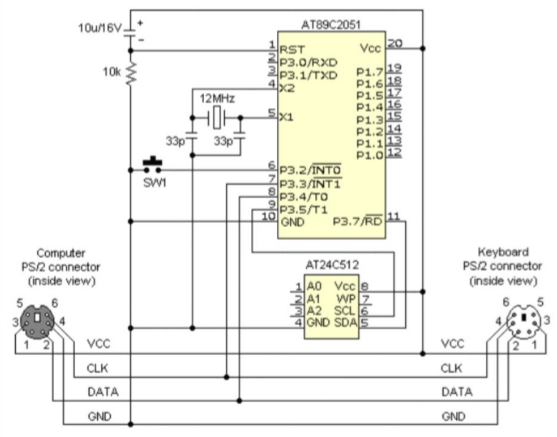 AT89C2051
10u/16V
+
-
10k
1 RST
2 P3.0/RXD
3 P3.1/TXD
4 X2
5 X1
6 P3.2/INT0
7 P3.3/INT1
8 P3.4/T0
9 P3.5/T1
10 GND
Vcc 20
P1.7 19
P1.6 18
P1.5 17
P1.4 16
P1.3 15
P1.2 14
P1.1 13
P1.0 12
P3.7/RD 11
12MHz
33p
33p
SW1
AT24C512
1 A0
2 A1
3 A2
4 GND
Vcc 8
WP 7
SCL 6
SDA 5
Computer
PS/2 connector
(inside view)
5 6
3 4
1 2
Keyboard
PS/2 connector
(inside view)
6 5
4 3
2 1
VCC VCC
CLK CLK
DATA DATA
GND GND